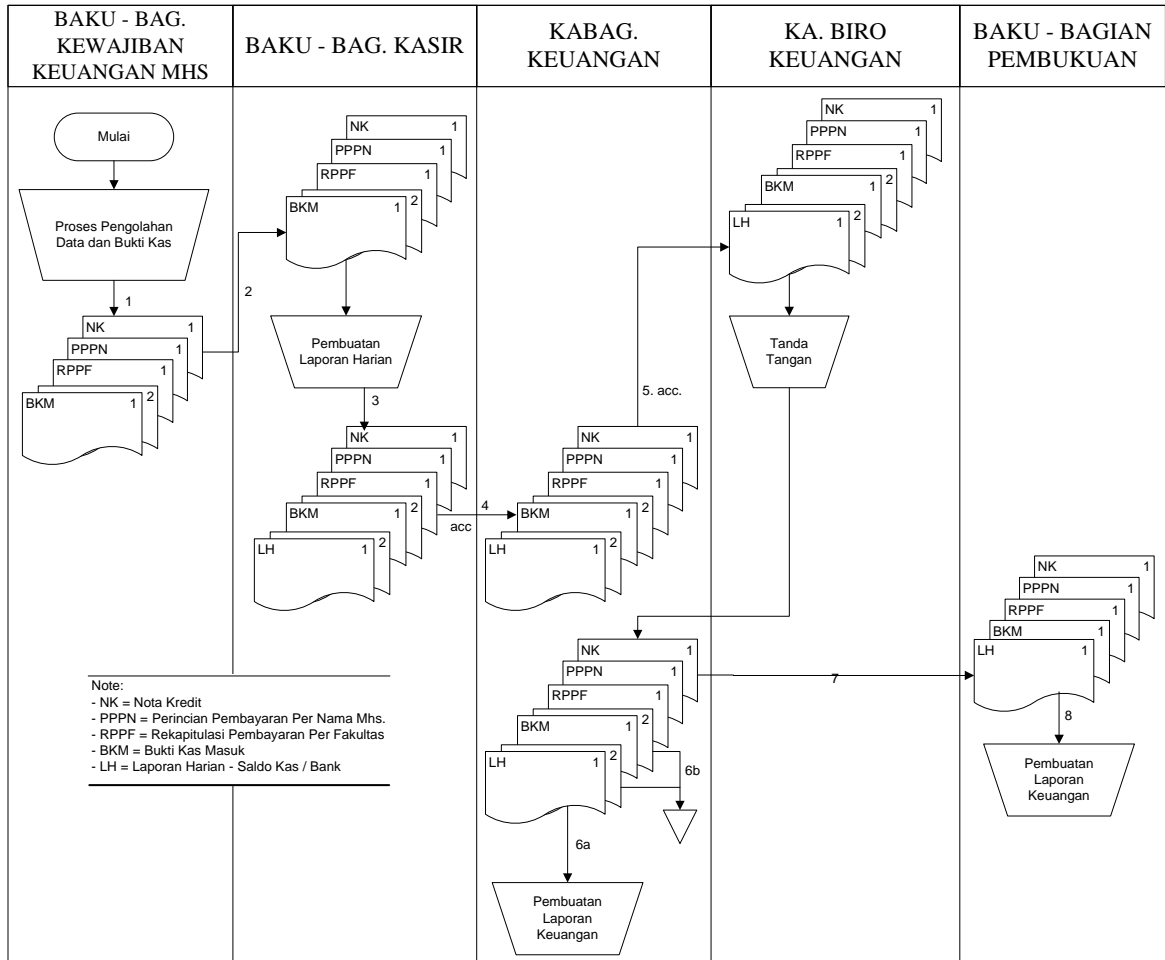 BAKU - BAG.
KEWAJIBAN
KEUANGAN MHS
BAKU - BAG. KASIR
KABAG.
KEUANGAN
KA. BIRO
KEUANGAN
BAKU - BAGIAN
PEMBUKUAN
Mulai
Proses Pengolahan
Data dan Bukti Kas
1
NK 1
PPPN 1
RPPF 1
2
BKM 1
2
NK 1
PPPN 1
RPPF 1
2
BKM 1
Pembuatan
Laporan Harian
3
NK 1
PPPN 1
RPPF 1
2
BKM 1
2
LH 1
4
acc
NK 1
PPPN 1
RPPF 1
2
BKM 1
2
LH 1
5. acc.
NK 1
PPPN 1
RPPF 1
2
BKM 1
2
LH 1
Tanda
Tangan
NK 1
PPPN 1
RPPF 1
2
BKM 1
2
LH 1
6b
6a
Pembuatan
Laporan
Keuangan
7
NK 1
PPPN 1
RPPF 1
BKM 1
LH 1
8
Pembuatan
Laporan
Keuangan
Note:
- NK = Nota Kredit
- PPPN = Perincian Pembayaran Per Nama Mhs.
- RPPF = Rekapitulasi Pembayaran Per Fakultas
- BKM = Bukti Kas Masuk
- LH = Laporan Harian - Saldo Kas / Bank